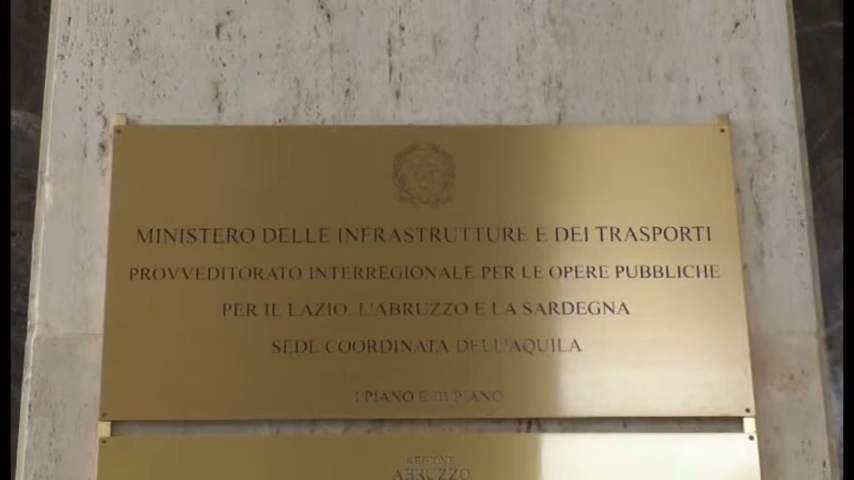 MINISTERO DELLE INFRASTRUTTURE E DEI TRASPORTI
PROVVEDITORATO INTERREGIONALE PER LE OPERE PUBBLICHE
PER IL LAZIO, L'ABRUZZO E LA SARDEGNA
SEDE COORDINATA DELL'AQUILA
I PIANO E III PIANO
REGIONE
ABRUZZO